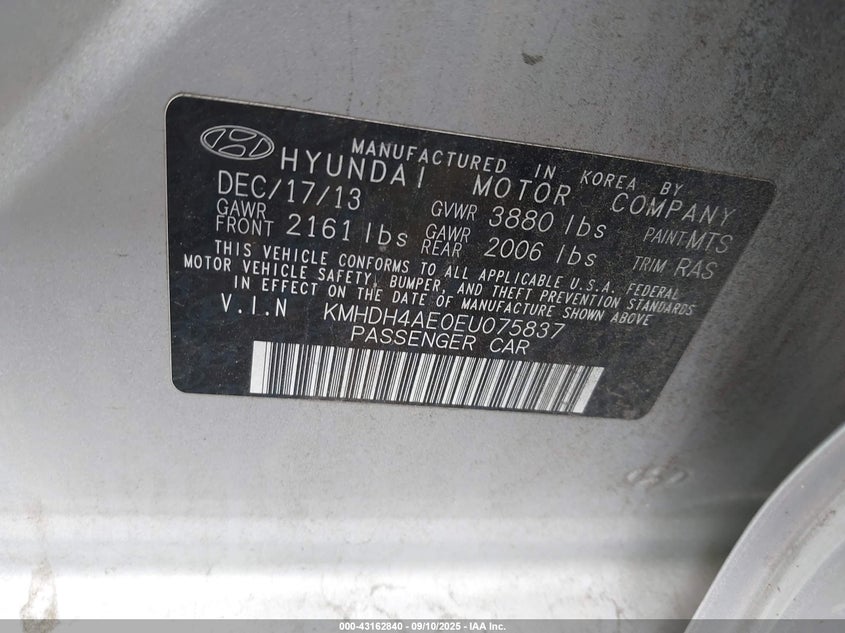 MANUFACTURED IN KOREA BY
HYUNDAI MOTOR COMPANY
DEC/17/13 GVWR 3880 lbs PAINT MTS
GAWR FRONT 2161 lbs GAWR REAR 2006 lbs TRIM RAS
THIS VEHICLE CONFORMS TO ALL APPLICABLE U.S.A. FEDERAL
MOTOR VEHICLE SAFETY, BUMPER, AND THEFT PREVENTION STANDARDS
IN EFFECT ON THE DATE OF MANUFACTURE SHOWN ABOVE
V.I.N KMHDH4AE0EU075837
PASSENGER CAR
000-43162840 - 09/10/2025 - IAA Inc.